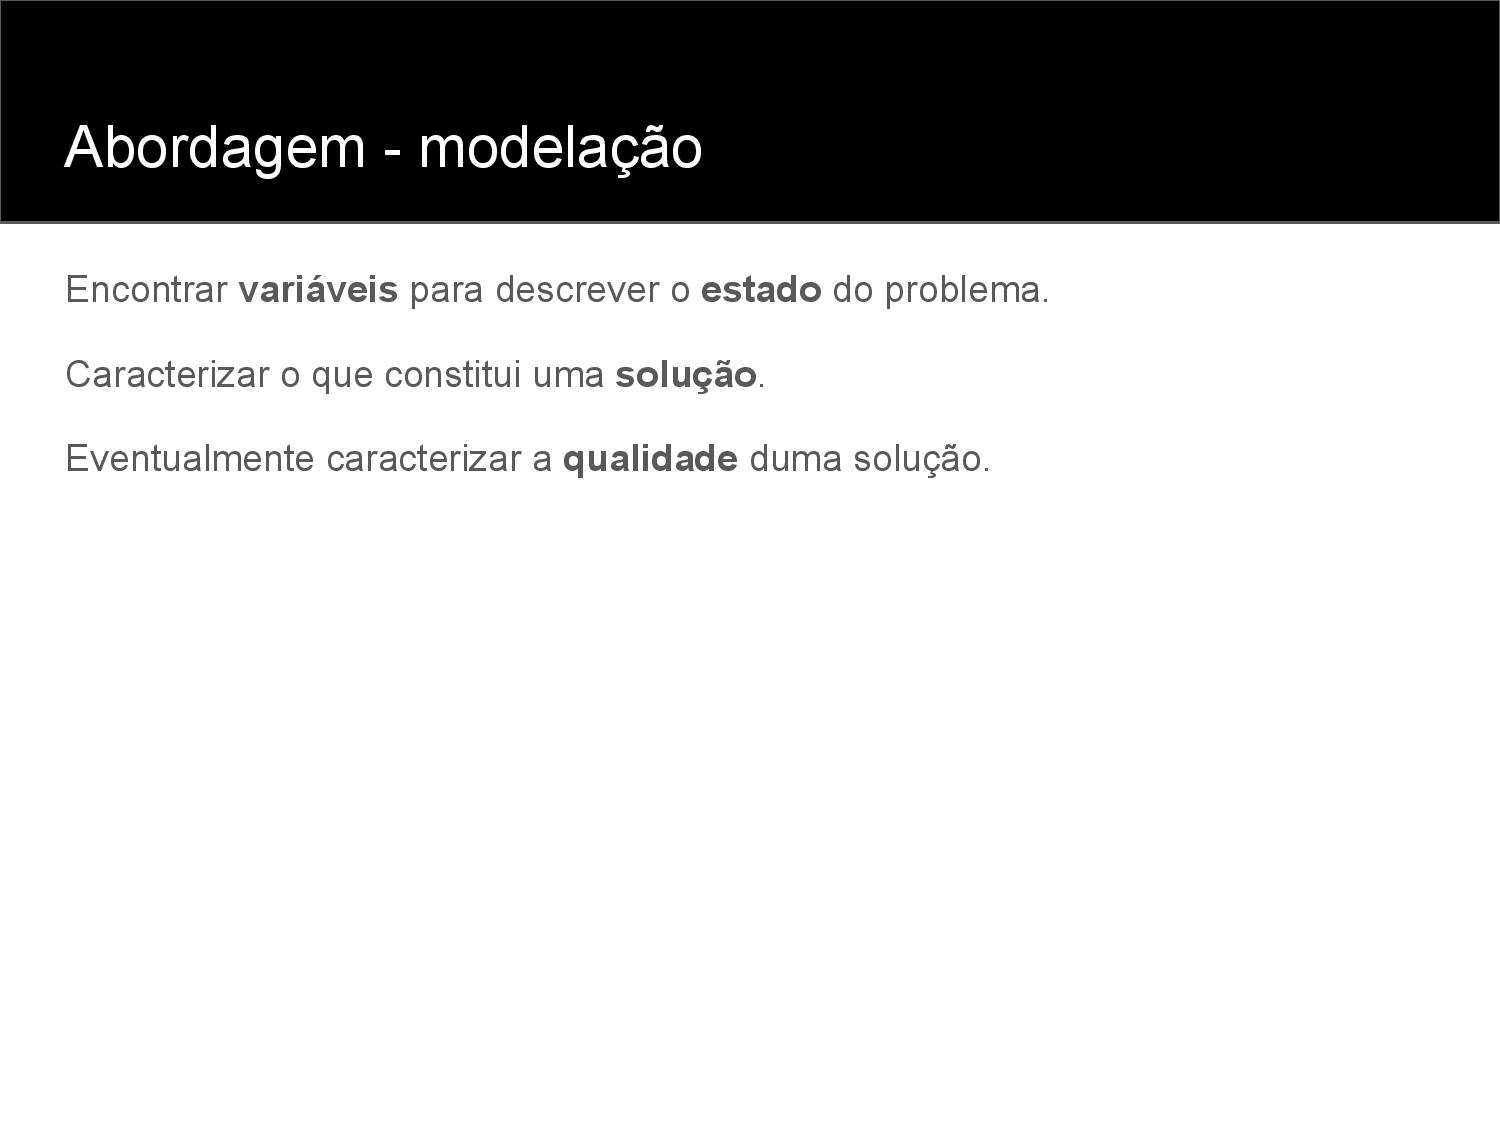 Abordagem - modelação
Encontrar variáveis para descrever o estado do problema.
Caracterizar o que constitui uma solução.
Eventualmente caracterizar a qualidade duma solução.